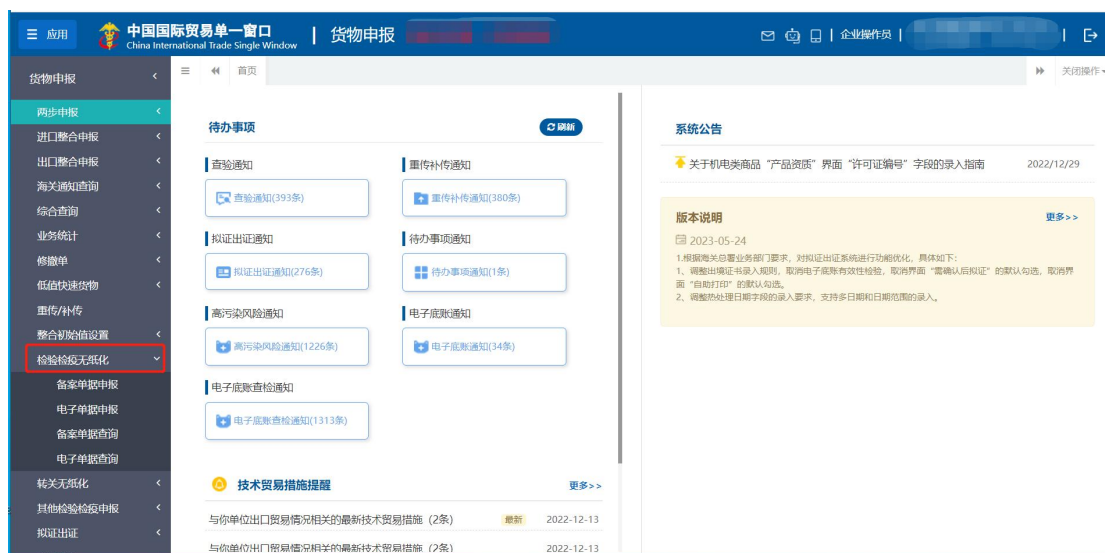 应用
中国国际贸易单一窗口
China International Trade Single Window
货物申报
企业操作员
货物申报
首页
关闭操作
两步申报
进口整合申报
出口整合申报
海关通知查询
综合查询
业务统计
修撤单
低值快速货物
重传/补传
整合初始值设置
检验检疫无纸化
备案单据申报
电子单据申报
备案单据查询
电子单据查询
转关无纸化
其他检验检疫申报
拟证出证
待办事项
刷新
查验通知
重传补传通知
查验通知(393条)
重传补传通知(380条)
拟证出证通知
待办事项通知
拟证出证通知(276条)
待办事项通知(1条)
高污染风险通知
电子底账通知
高污染风险通知(1226条)
电子底账通知(34条)
电子底账查检通知
电子底账查检通知(1313条)
技术贸易措施提醒
更多>>
与你单位出口贸易情况相关的最新技术贸易措施（2条）
最新
2022-12-13
与你单位出口贸易情况相关的最新技术贸易措施（2条）
2022-12-13
系统公告
关于机电类商品“产品资质”界面“许可证编号”字段的录入指南
2022/12/29
版本说明
更多>>
2023-05-24
1.根据海关总署业务部门要求，对拟证出证系统进行功能优化，具体如下：
1、调整出境证书录入规则，取消电子底账有效性检验，取消界面“需确认后拟证”的默认勾选，取消界
面“自助打印”的默认勾选。
2、调整热处理日期字段的录入要求，支持多日期和日期范围的录入。